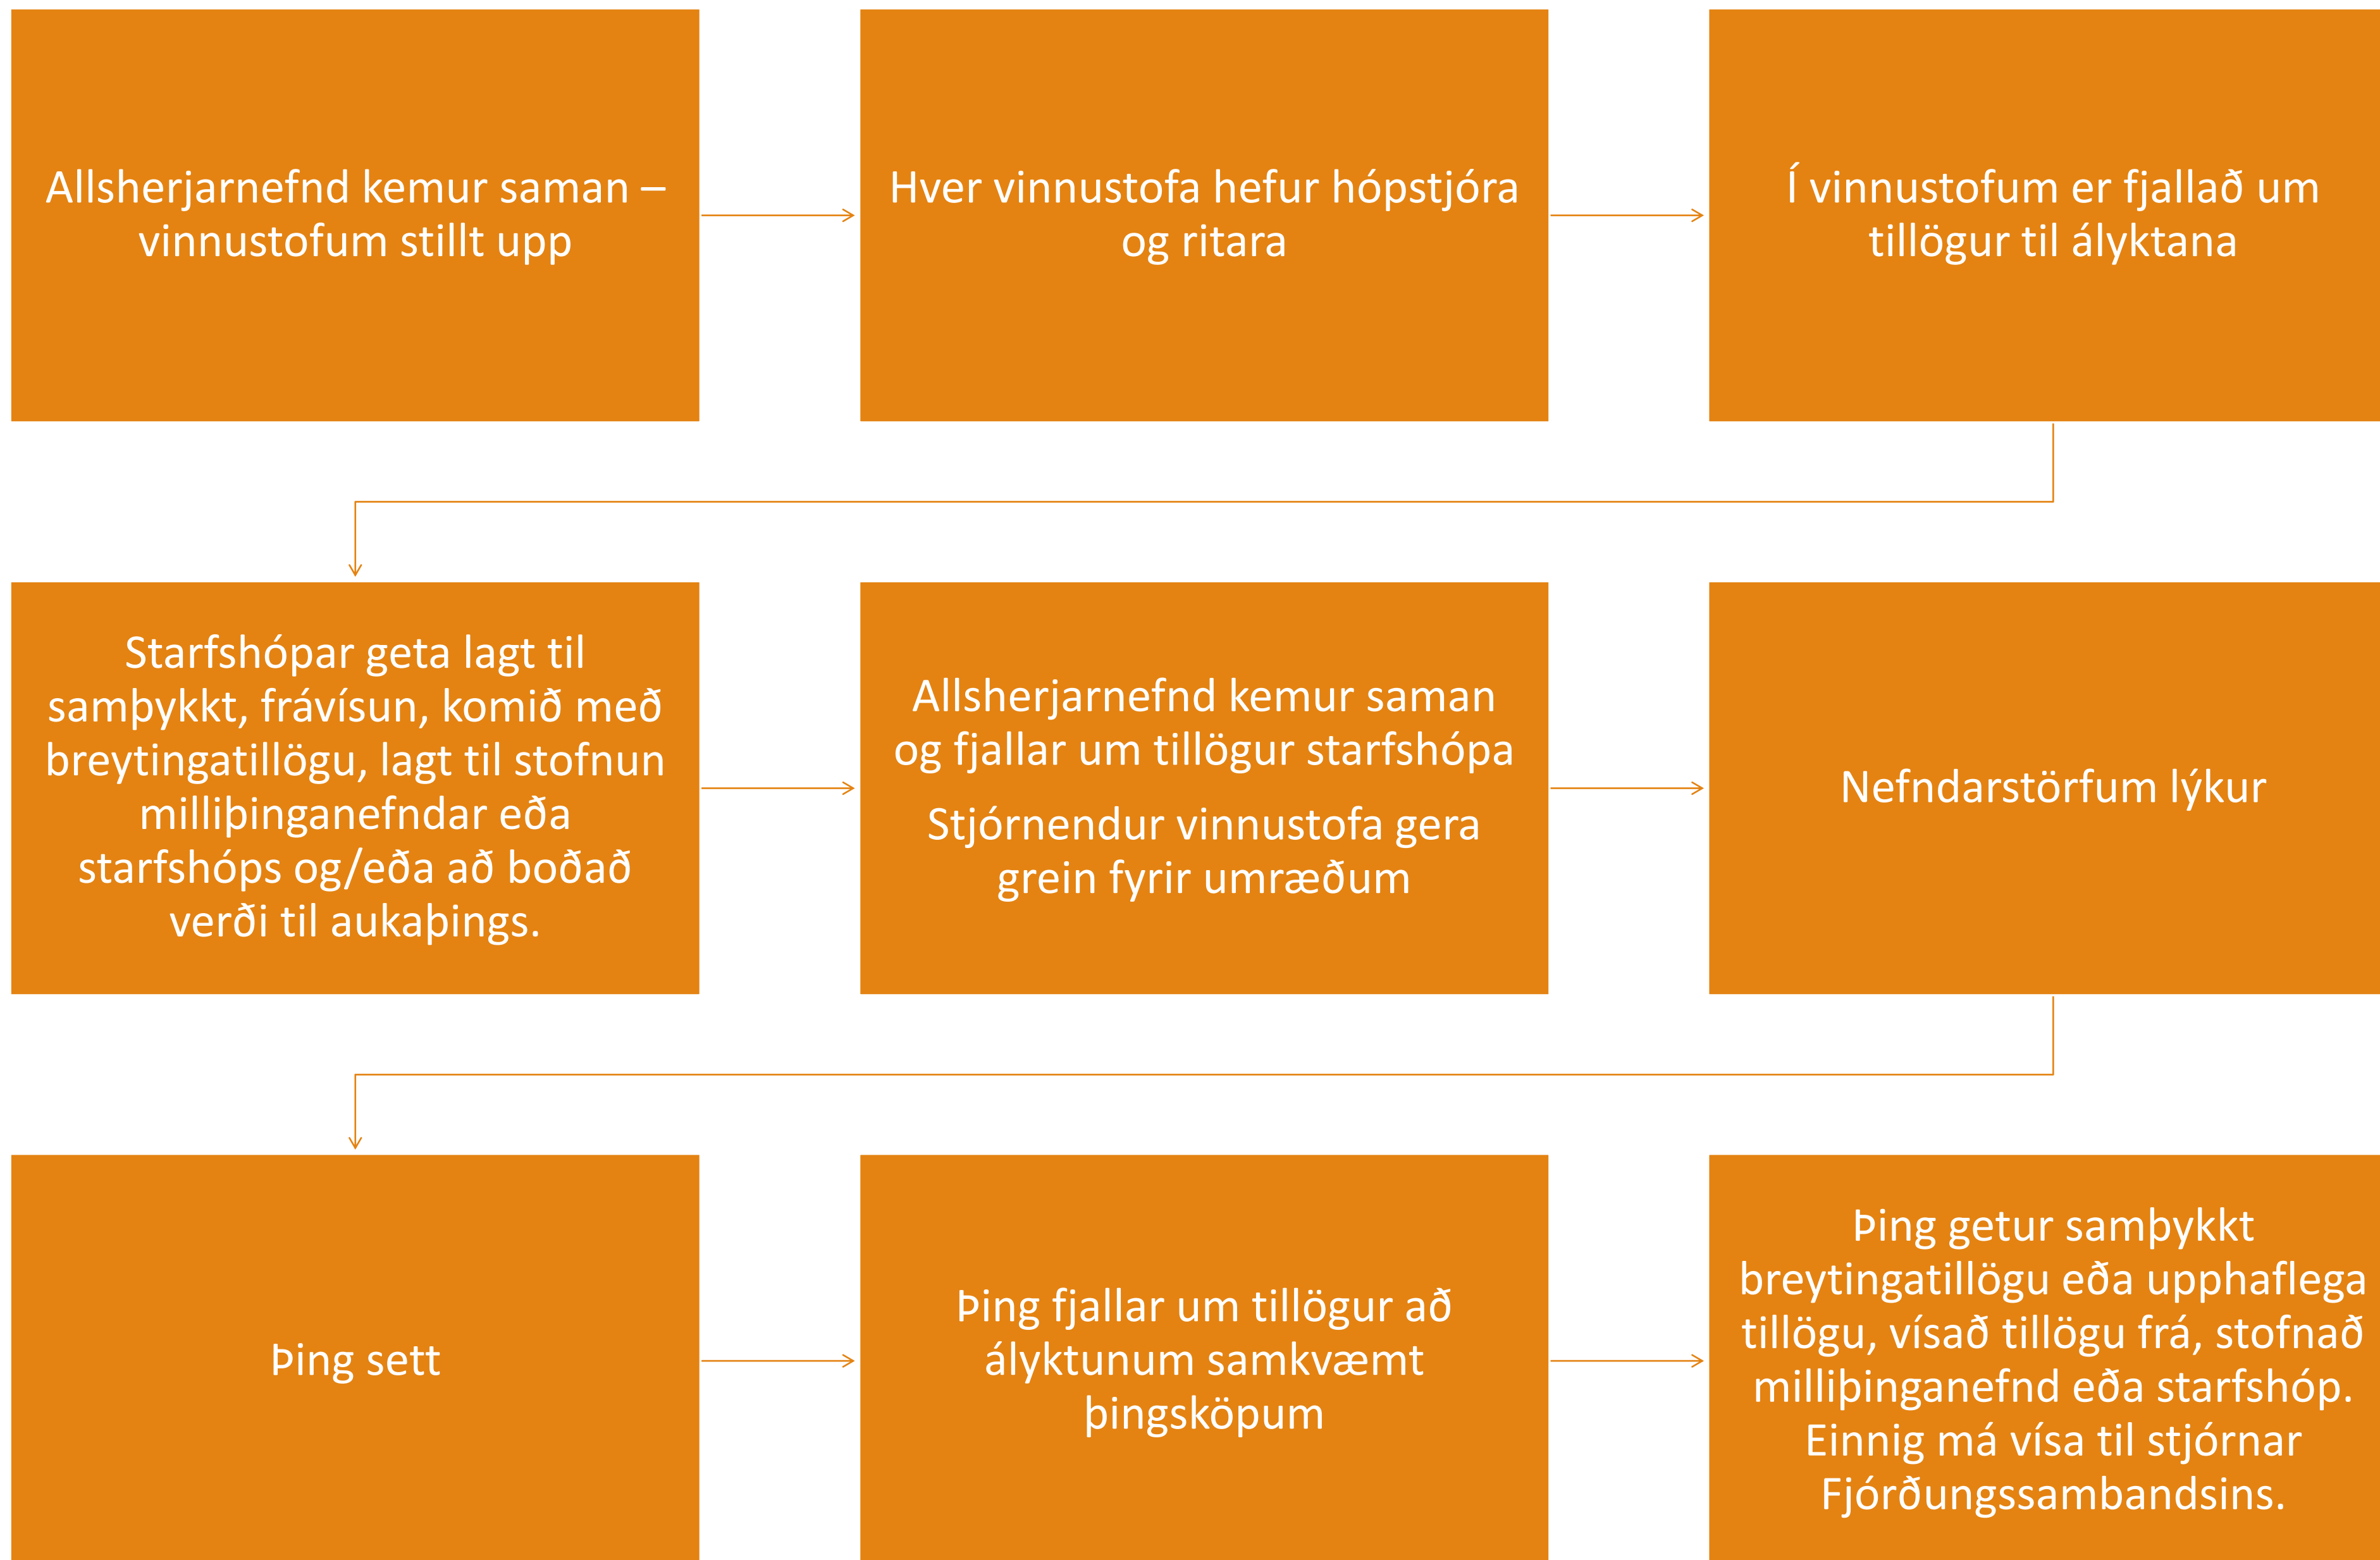 Allsherjarnefnd kemur saman –
vinnustofum stillt upp
Hver vinnustofa hefur hópstjóra
og ritara
Í vinnustofum er fjallað um
tillögur til ályktana
Starfshópar geta lagt til
samþykkt, frávísun, komið með
breytingatillögu, lagt til stofnun
milliþinganefndar eða
starfshóps og/eða að boðað
verði til aukaþings.
Allsherjarnefnd kemur saman
og fjallar um tillögur starfshópa
Stjórnendur vinnustofa gera
grein fyrir umræðum
Nefndarstörfum lýkur
Þing sett
Þing fjallar um tillögur að
ályktunum samkvæmt
þingsköpum
Þing getur samþykkt
breytingatillögu eða upphaflega
tillögu, vísað tillögu frá, stofnað
milliþinganefnd eða starfshóp.
Einnig má vísa til stjórnar
Fjórðungssambandsins.